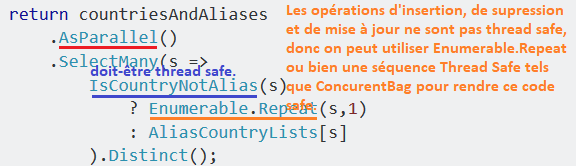 return countriesAndAliases
.AsParallel()
.SelectMany(s =>
doit-être thread safe.
IsCountryNotAlias(s)
? Enumerable.Repeat(s,1)
: AliasCountryLists[s]
).Distinct();
Les opérations d'insertion, de supression
et de mise à jour ne sont pas thread safe,
donc on peut utiliser Enumerable.Repeat
ou bien une séquence Thread Safe tels
que ConcurentBag pour rendre ce code
safe.